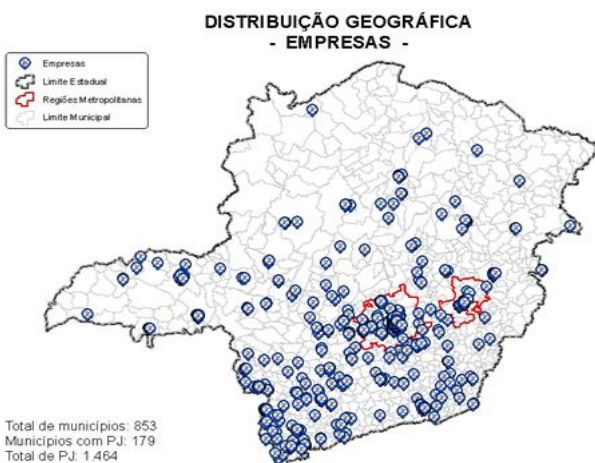 DISTRIBUIÇÃO GEOGRÁFICA
- EMPRESAS -
Empresas
Limite Estadual
Regiões Metropolitanas
Limite Municipal
Total de municípios: 853
Municípios com PJ: 179
Total de PJ: 1.464